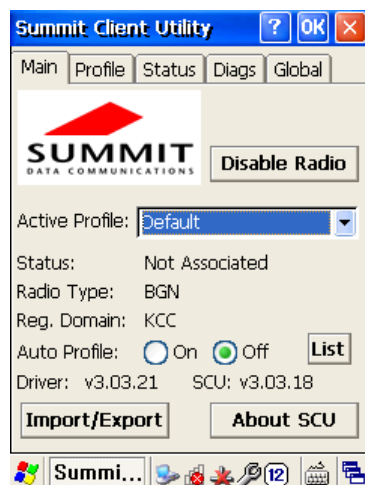 Summit Client Utility ? OK
Main Profile Status Diags Global
SUMMIT
DATA COMMUNICATIONS
Disable Radio
Active Profile: Default
Status: Not Associated
Radio Type: BGN
Reg. Domain: KCC
Auto Profile: On Off List
Driver: v3.03.21 SCU: v3.03.18
Import/Export About SCU
Summi... 12